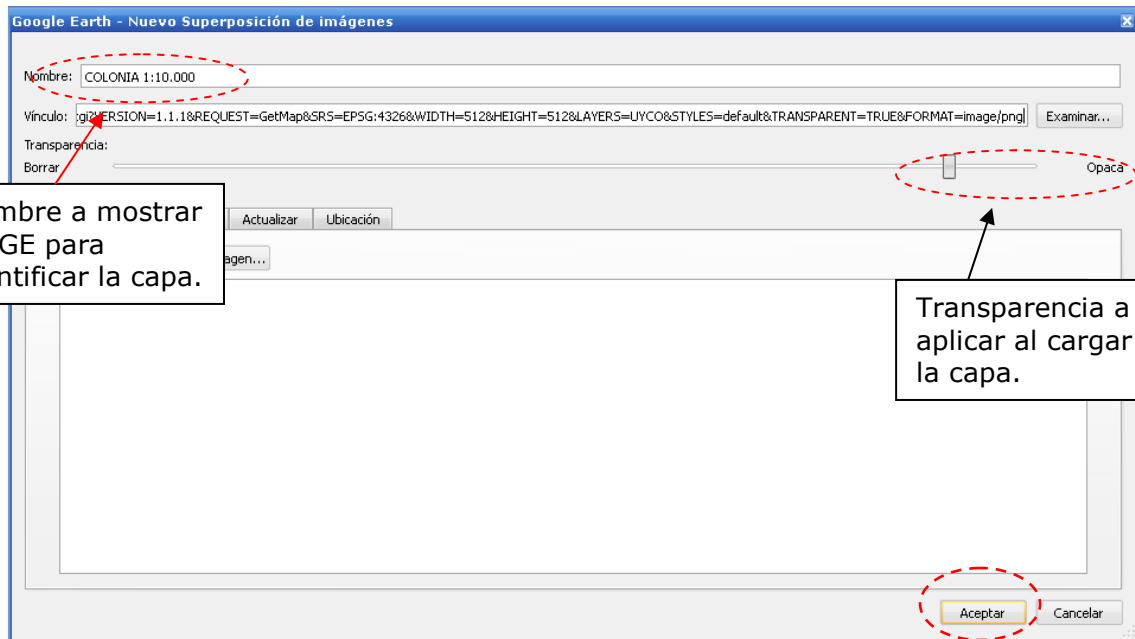 Google Earth - Nuevo Superposición de imágenes
Nombre: COLONIA 1:10.000
Vínculo: :gi?VERSION=1.1.1&REQUEST=GetMap&SRS=EPSG:4326&WIDTH=512&HEIGHT=512&LAYERS=UYCO&STYLES=default&TRANSPARENT=TRUE&FORMAT=image/png Examinar...
Transparencia:
Borrar Opaca
mbre a mostrar
GE para
ntificar la capa.
Actualizar Ubicación
agen...
Transparencia a
aplicar al cargar
la capa.
Aceptar Cancelar